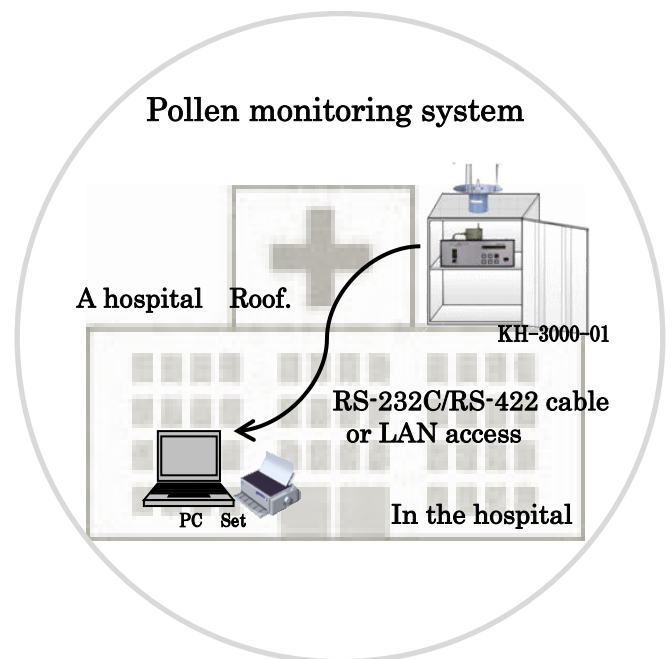 Pollen monitoring system
A hospital Roof.
KH-3000-01
RS-232C/RS-422 cable
or LAN access
PC Set
In the hospital